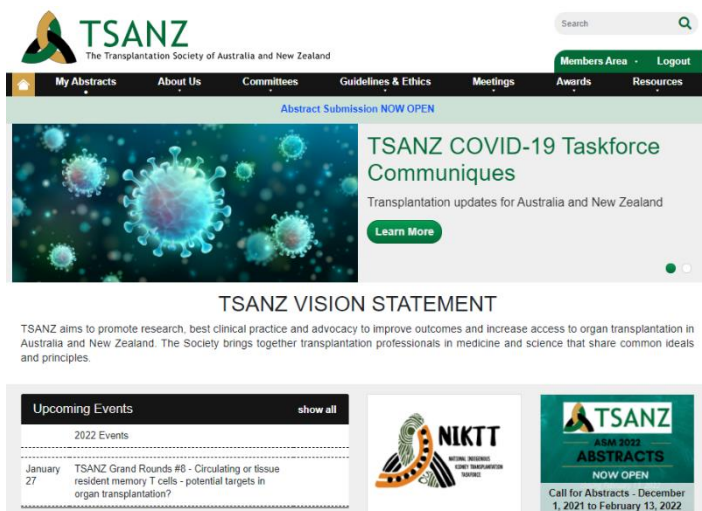 TSANZ
The Transplantation Society of Australia and New Zealand
Search
Members Area
Logout
My Abstracts
About Us
Committees
Guidelines & Ethics
Meetings
Awards
Resources
Abstract Submission NOW OPEN
TSANZ COVID-19 Taskforce
Communiques
Transplantation updates for Australia and New Zealand
Learn More
TSANZ VISION STATEMENT
TSANZ aims to promote research, best clinical practice and advocacy to improve outcomes and increase access to organ transplantation in
Australia and New Zealand. The Society brings together transplantation professionals in medicine and science that share common ideals
and principles.
Upcoming Events
show all
2022 Events
January
27
TSANZ Grand Rounds #8 - Circulating or tissue
resident memory T cells - potential targets in
organ transplantation?
NIKTT
NATIONAL INDIGENOUS
KIDNEY TRANSPLANTATION
TASKFORCE
TSANZ
ASM 2022
ABSTRACTS
NOW OPEN
Call for Abstracts - December
1, 2021 to February 13, 2022